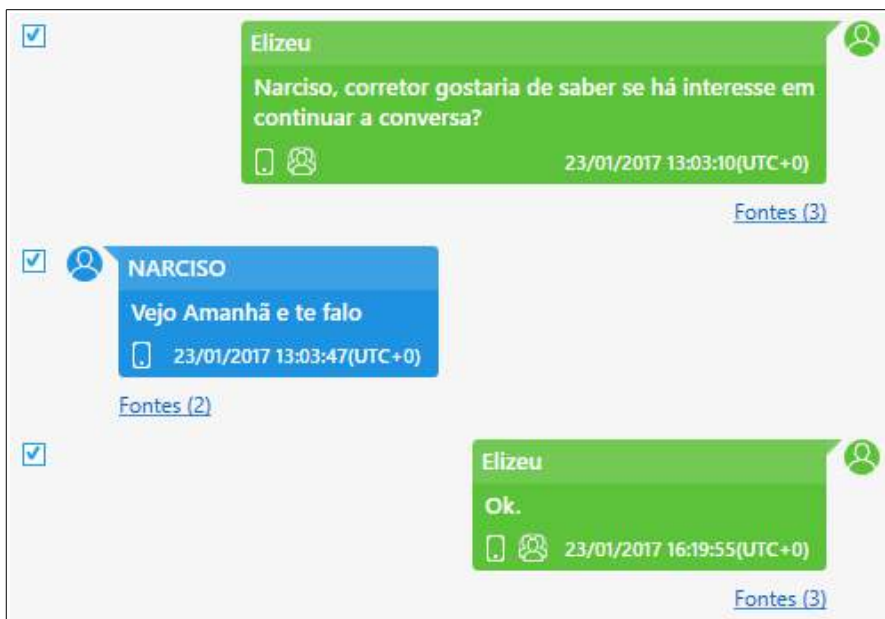 Elizeu
Narciso, corretor gostaria de saber se há interesse em
continuar a conversa?
23/01/2017 13:03:10(UTC+0)
Fontes (3)
NARCISO
Vejo Amanhã e te falo
23/01/2017 13:03:47(UTC+0)
Fontes (2)
Elizeu
Ok.
23/01/2017 16:19:55(UTC+0)
Fontes (3)